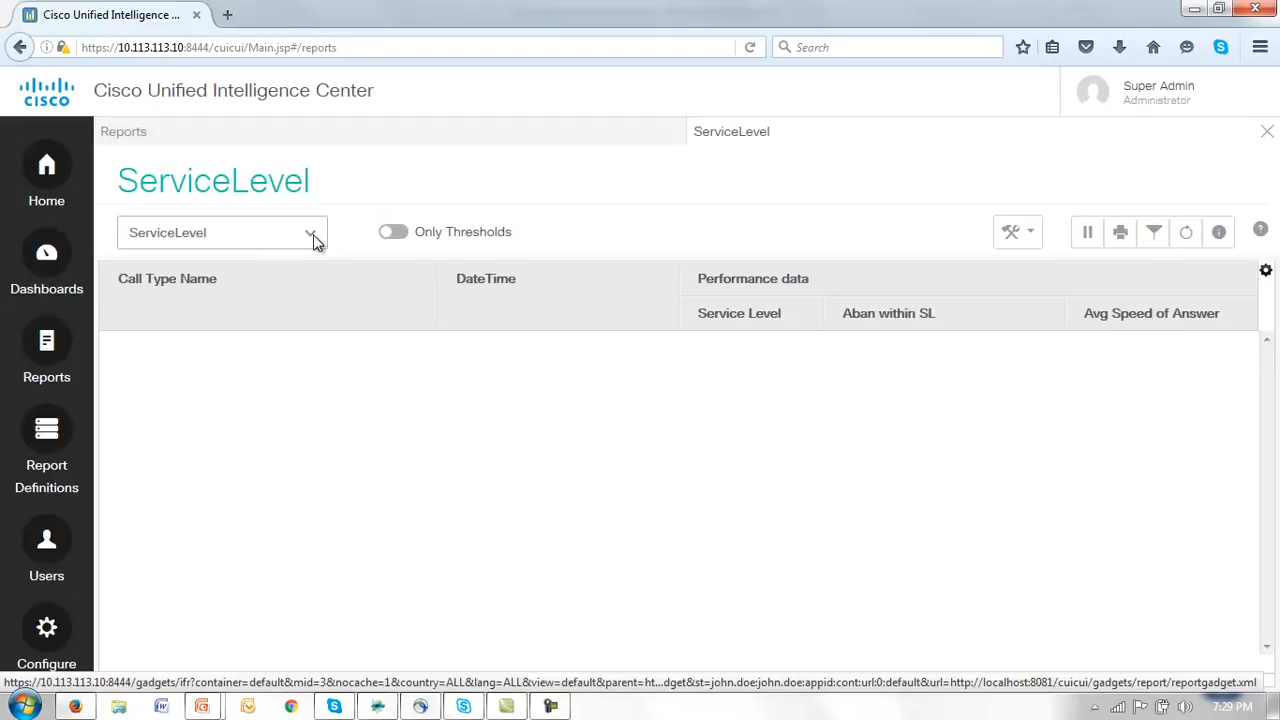 Cisco Unified Intelligence ...
https://10.113.113.10:8444/cuicui/Main.jsp#/reports
Search
CISCO
Cisco Unified Intelligence Center
Super Admin
Administrator
Reports
ServiceLevel
ServiceLevel
ServiceLevel
Only Thresholds
Call Type Name
DateTime
Performance data
Service Level
Aban within SL
Avg Speed of Answer
Home
Dashboards
Reports
Report
Definitions
Users
Configure
https://10.113.113.10:8444/gadgets/ifr?container=default&mid=3&nocache=1&country=ALL&lang=ALL&view=default&parent=ht...dget&st=john.doe:john.doe:appid:cont:url:0:default&url=http://localhost:8081/cuicui/gadgets/report/reportgadget.xml
7:29 PM